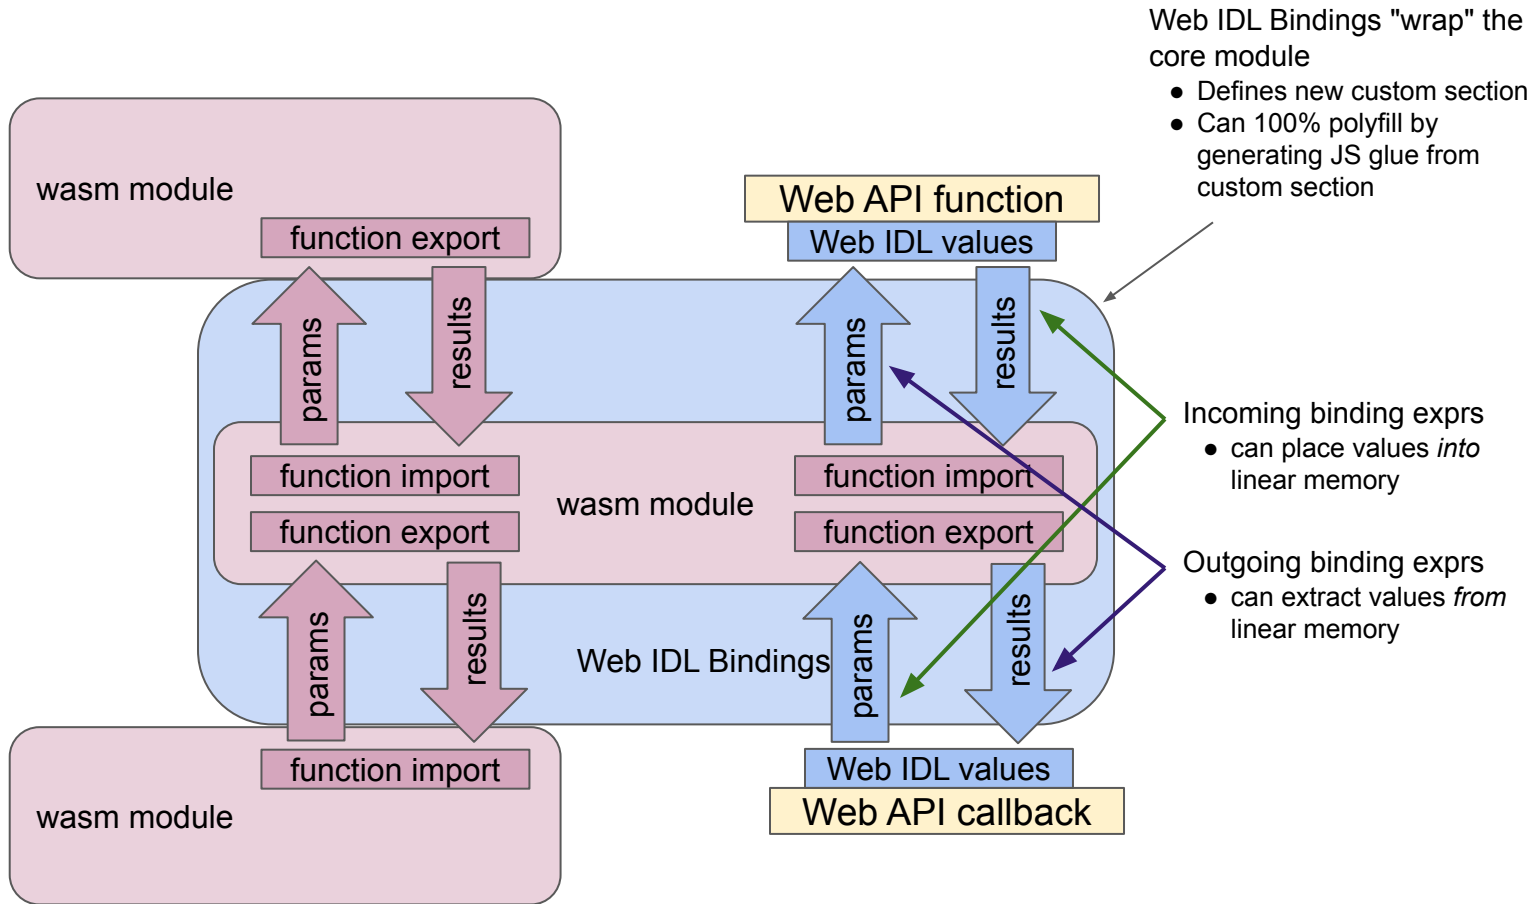 Web IDL Bindings "wrap" the
core module
● Defines new custom section
● Can 100% polyfill by
generating JS glue from
custom section
wasm module
function export
Web API function
Web IDL values
params
results
params
results
Incoming binding exprs
● can place values into
linear memory
function import
function import
wasm module
function export
function export
Outgoing binding exprs
● can extract values from
linear memory
params
results
Web IDL Bindings
params
results
function import
wasm module
Web IDL values
Web API callback